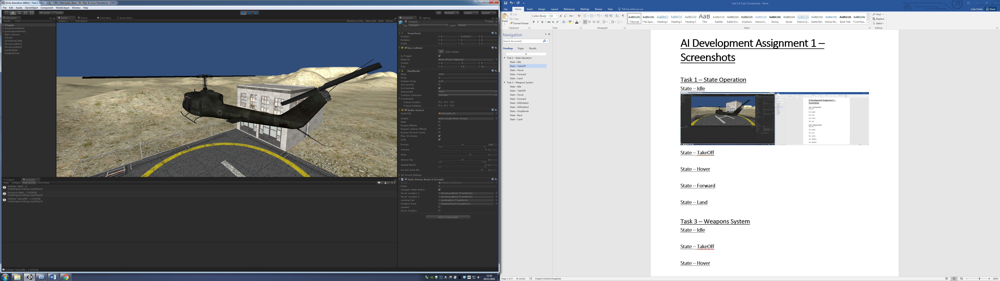 Unity Education (64bit) - Task 1 States.unity - CW1_Helecopter_Base - PC, Mac & Linux Standalone <DX9>
File Edit Assets GameObject Component Mobile Input Window Help
Center Local
Account Layers Layout
Hierarchy
Create
Chopper
DepartureHeliPad
DestinationHeliPad
Main Camera
Terrain
Directional light
HoverLocation1
HoverLocation2
LandingPad
RotationPoint
Game Scene Animation Asset Store
Display 1 Free Aspect Maximize on Play Mute audio Stats Gizmos
MARINES
Project Console
Clear Collapse Clear on Play Error Pause 3 0 0
OnEnter Idle0 : 0
UnityEngine.Debug:Log(Object)
OnLeave Idle0 : 2.529938
UnityEngine.Debug:Log(Object)
OnEnter TakeOff0 : 2.529938
UnityEngine.Debug:Log(Object)
OnEnter TakeOff0 : 2.529938
Inspector Lighting
Chopper Static
Tag Untagged Layer Default
Transform
Position X 0 Y 8.250317 Z 0
Rotation X 0 Y 0 Z 0
Scale X 1 Y 1 Z 1
Box Collider
Edit Collider
Is Trigger
Material None (Physic Material)
Center X 0 Y -1 Z 0
Size X 4 Y 2.6 Z 14
Rigidbody
Mass 4000
Drag 0
Angular Drag 0.05
Use Gravity
Is Kinematic
Interpolate None
Collision Detection Discrete
Constraints
Freeze Position X Y Z
Freeze Rotation X Y Z
Audio Source
AudioClip helicopter_fx
Output None (Audio Mixer Group)
Mute
Bypass Effects
Bypass Listener Effects
Bypass Reverb Zones
Play On Awake
Loop
Priority 128
High Low
Volume 1
Pitch 1
Stereo Pan 0
Left Right
Spatial Blend 1
2D 3D
Reverb Zone Mix 1
3D Sound Settings
State Driven Brain 0 (Script)
Script StateDrivenBrain0
Delay 5
Chopper State Active
Hover Location 1 HoverLocation1 (Transform)
Hover Location 2 HoverLocation2 (Transform)
Landing Pad LandingPad (Transform)
Rotation Point RotationPoint (Transform)
Landed
Hover Position
Add Component
11:16
18/11/2016
Task 1 & Task 3 Screenshots - Word
Luke Foster Share
File Home Insert Design Layout References Mailings Review View Tell me what you wa
Paste
Cut
Copy
Format Painter
Clipboard
Calibri (Body) 11
Font
Paragraph
¶ Normal ¶ No Spac... Heading 1 Heading 2 Heading 3 Title Subtitle Subtle Em... Emphasis Intense E... Strong Quote Intense Q... Subtle Ref... Intense Re... Book Title ¶ List Para...
Styles
Find
Replace
Select
Editing
Navigation
Search document
Headings Pages Results
Task 1 – State Operation
State – Idle
State – TakeOff
State – Hover
State – Forward
State – Land
Task 3 – Weapons System
State – Idle
State – TakeOff
State – Hover
State – Forward
State – KillSoldier1
State – KillSoldier2
State – DropBomb
State – Back
State – Land
AI Development Assignment 1 –
Screenshots
Task 1 – State Operation
State – Idle
AI Development Assignment 1 –
Screenshots
State – TakeOff
State – Hover
State – Forward
State – Land
Task 3 – Weapons System
State – Idle
State – TakeOff
State – Hover
Page 1 of 2 41 words English (United Kingdom) 160%